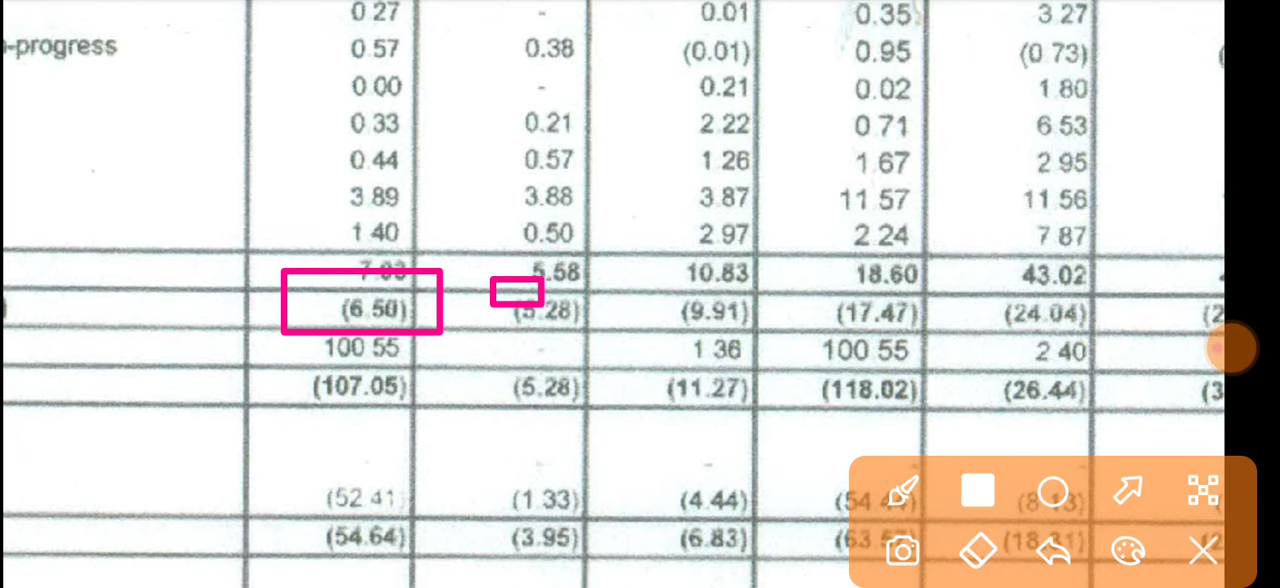 0 27 - 0.01 0.35 3 27
-progress 0 57 0.38 (0.01) 0.95 (0 73)
0 00 - 0.21 0.02 1 80
0 33 0.21 2 22 0 71 6 53
0.44 0.57 1 26 1 67 2 95
3 89 3.88 3 87 11 57 11 56
1 40 0.50 2 97 2 24 7 87
5.58 10.83 18.60 43.02
(6.50) (5.28) (9.91) (17.47) (24.04) (2
100 55 - 1 36 100 55 2 40
(107.05) (5.28) (11.27) (118.02) (26.44) (3
(52 41) (1 33) (4.44)
(54.64) (3.95) (6.83)